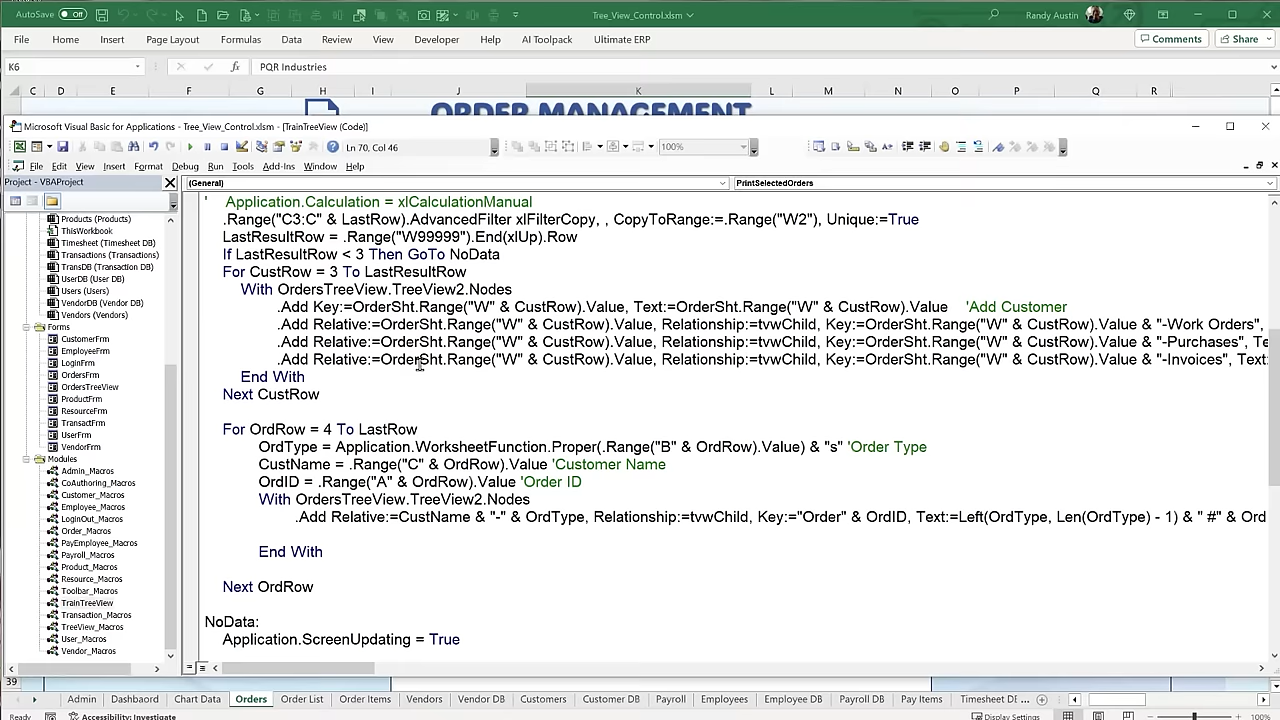 AutoSave Off Tree_View_Control.xlsm Randy Austin
File Home Insert Page Layout Formulas Data Review View Developer Help AI Toolpack Ultimate ERP Comments Share
K6 fx PQR Industries
C D E F G H I J K L M N O P Q R
ORDER MANAGEMENT
Microsoft Visual Basic for Applications - Tree_View_Control.xlsm - [TrainTreeView (Code)]
Ln 70, Col 46 100%
File Edit View Insert Format Debug Run Tools Add-Ins Window Help
Project - VBAProject
(General) PrintSelectedOrders
Products (Products)
ThisWorkbook
Timesheet (Timesheet DB)
Transactions (Transactions)
TransDB (Transaction DB)
UserDB (User DB)
Users (Users)
VendorDB (Vendor DB)
Vendors (Vendors)
Forms
CustomerFrm
EmployeeFrm
LoginFrm
OrdersFrm
OrdersTreeView
ProductFrm
ResourceFrm
TransactFrm
UserFrm
VendorFrm
Modules
Admin_Macros
CoAuthoring_Macros
Customer_Macros
Employee_Macros
LoginOut_Macros
Order_Macros
PayEmployee_Macros
Payroll_Macros
Product_Macros
Resource_Macros
Toolbar_Macros
TrainTreeView
Transaction_Macros
TreeView_Macros
User_Macros
Vendor_Macros
' Application.Calculation = xlCalculationManual
.Range("C3:C" & LastRow).AdvancedFilter xlFilterCopy, , CopyToRange:=.Range("W2"), Unique:=True
LastResultRow = .Range("W99999").End(xlUp).Row
If LastResultRow < 3 Then GoTo NoData
For CustRow = 3 To LastResultRow
With OrdersTreeView.TreeView2.Nodes
.Add Key:=OrderSht.Range("W" & CustRow).Value, Text:=OrderSht.Range("W" & CustRow).Value 'Add Customer
.Add Relative:=OrderSht.Range("W" & CustRow).Value, Relationship:=tvwChild, Key:=OrderSht.Range("W" & CustRow).Value & "-Work Orders",
.Add Relative:=OrderSht.Range("W" & CustRow).Value, Relationship:=tvwChild, Key:=OrderSht.Range("W" & CustRow).Value & "-Purchases", Te
.Add Relative:=OrderSht.Range("W" & CustRow).Value, Relationship:=tvwChild, Key:=OrderSht.Range("W" & CustRow).Value & "-Invoices", Text:
End With
Next CustRow
For OrdRow = 4 To LastRow
OrdType = Application.WorksheetFunction.Proper(.Range("B" & OrdRow).Value) & "s" 'Order Type
CustName = .Range("C" & OrdRow).Value 'Customer Name
OrdID = .Range("A" & OrdRow).Value 'Order ID
With OrdersTreeView.TreeView2.Nodes
.Add Relative:=CustName & "-" & OrdType, Relationship:=tvwChild, Key:="Order" & OrdID, Text:=Left(OrdType, Len(OrdType) - 1) & " #" & Ord
End With
Next OrdRow
NoData:
Application.ScreenUpdating = True
39
Admin Dashbaord Chart Data Orders Order List Order Items Vendors Vendor DB Customers Customer DB Payroll Employees Employee DB Payroll DB Pay Items Timesheet DE ...
Ready Accessibility: Investigate Display Settings 100%